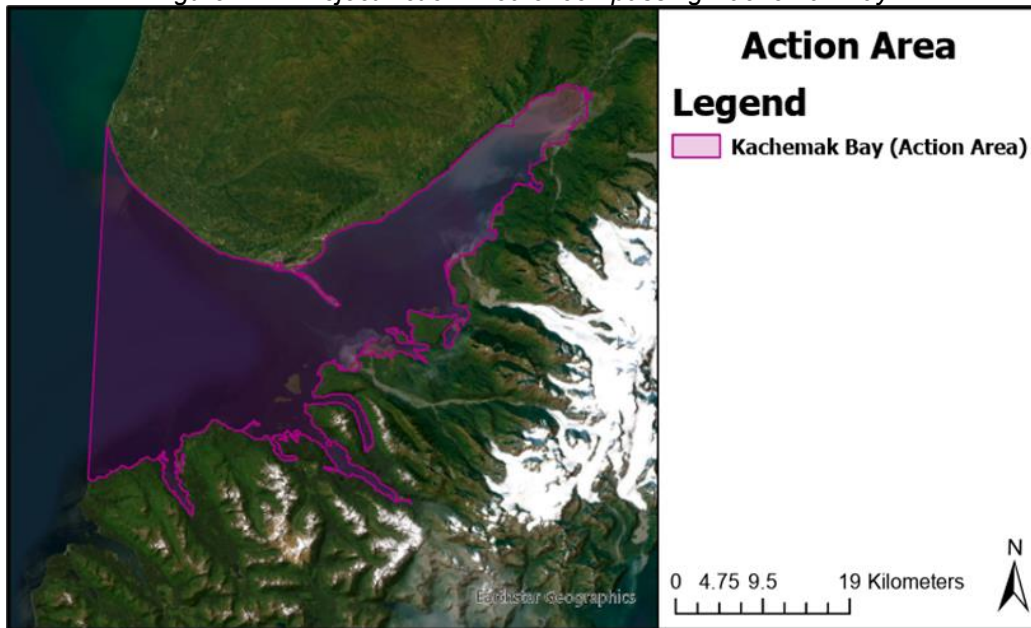 Action Area
Legend
Kachemak Bay (Action Area)
N
0 4.75 9.5 19 Kilometers
Earthstar Geographics